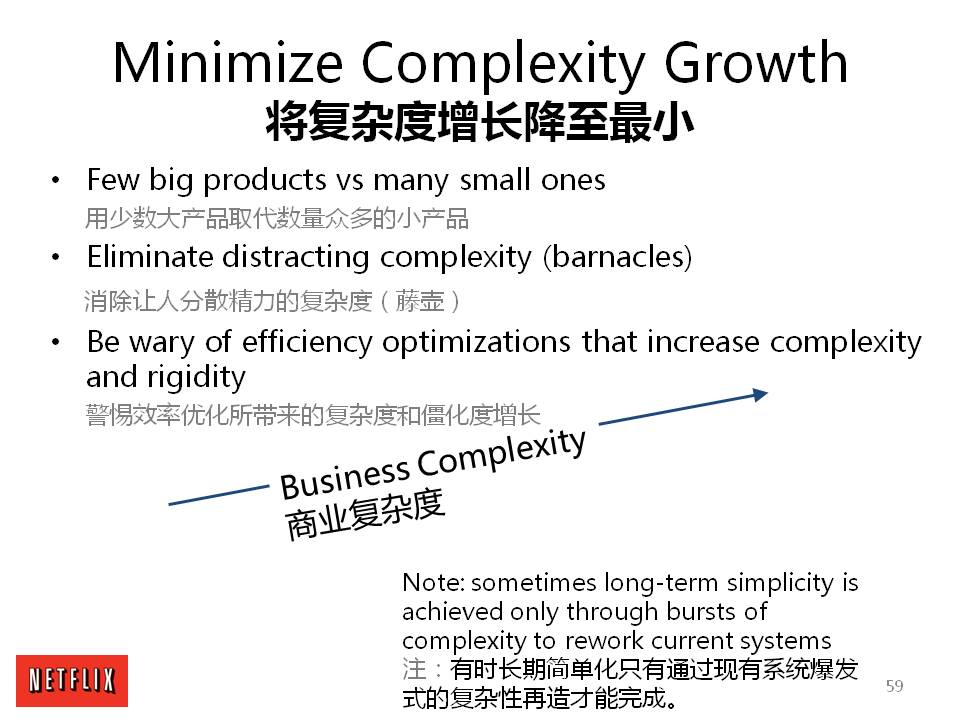 Minimize Complexity Growth
将复杂度增长降至最小
• Few big products vs many small ones
用少数大产品取代数量众多的小产品
• Eliminate distracting complexity (barnacles)
消除让人分散精力的复杂度（藤壶）
• Be wary of efficiency optimizations that increase complexity
and rigidity
警惕效率优化所带来的复杂度和僵化度增长
Business Complexity
商业复杂度
Note: sometimes long-term simplicity is
achieved only through bursts of
complexity to rework current systems
注：有时长期简单化只有通过现有系统爆发
式的复杂性再造才能完成。
NETFLIX
59